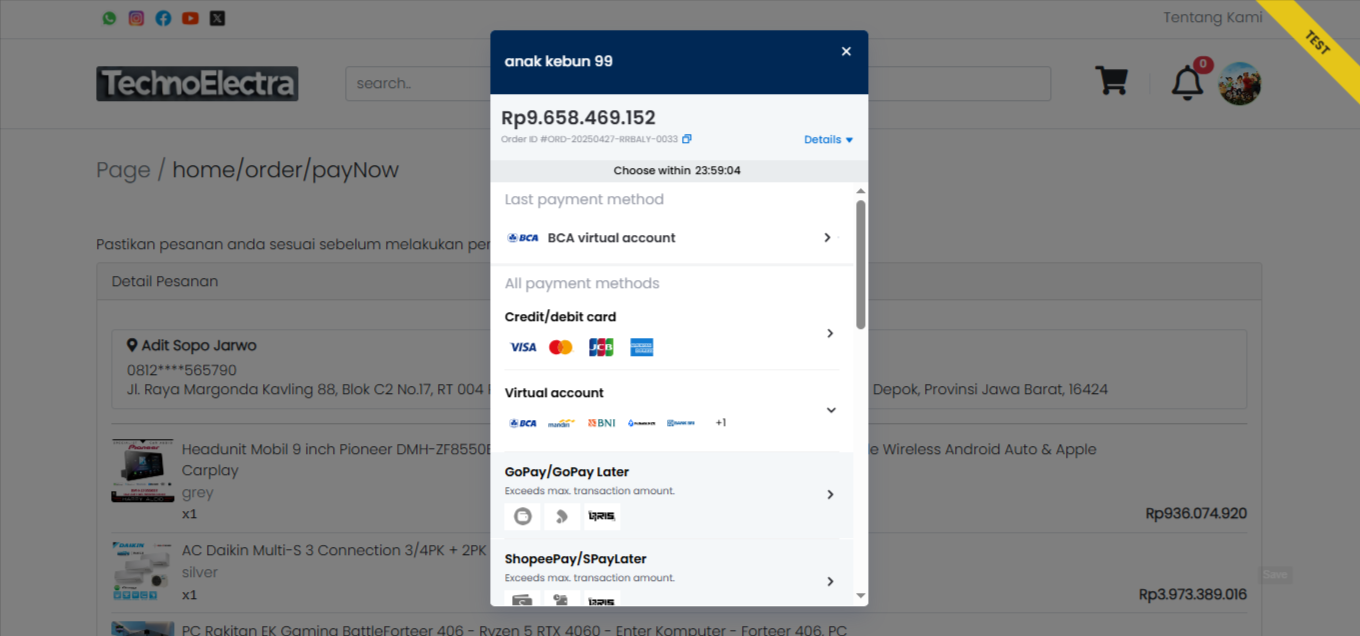 Tentang Kami
TEST
TechnoElectra
search..
0
Page / home/order/payNow
Pastikan pesanan anda sesuai sebelum melakukan
Detail Pesanan
Adit Sopo Jarwo
0812****565790
Jl. Raya Margonda Kavling 88, Blok C2 No.17, RT 004
Depok, Provinsi Jawa Barat, 16424
Headunit Mobil 9 inch Pioneer
Wireless Android Auto & Apple
Carplay
grey
x1
Rp936.074.920
AC Daikin Multi-S 3 Connection 3/4PK + 2PK
silver
x1
Rp3.973.389.016
PC Rakitan EK Gaming BattleForteer 406 - Ryzen 5 RTX 4060 - Enter Komputer - Forteer 406, PC
Save
anak kebun 99
Rp9.658.469.152
Order ID #ORD-20250427-RRBALY-0033
Details
Choose within 23:59:04
Last payment method
BCA BCA virtual account
All payment methods
Credit/debit card
VISA JCB
Virtual account
BCA mandiri BNI +1
GoPay/GoPay Later
Exceeds max. transaction amount.
QRIS
ShopeePay/SPayLater
Exceeds max. transaction amount.
QRIS